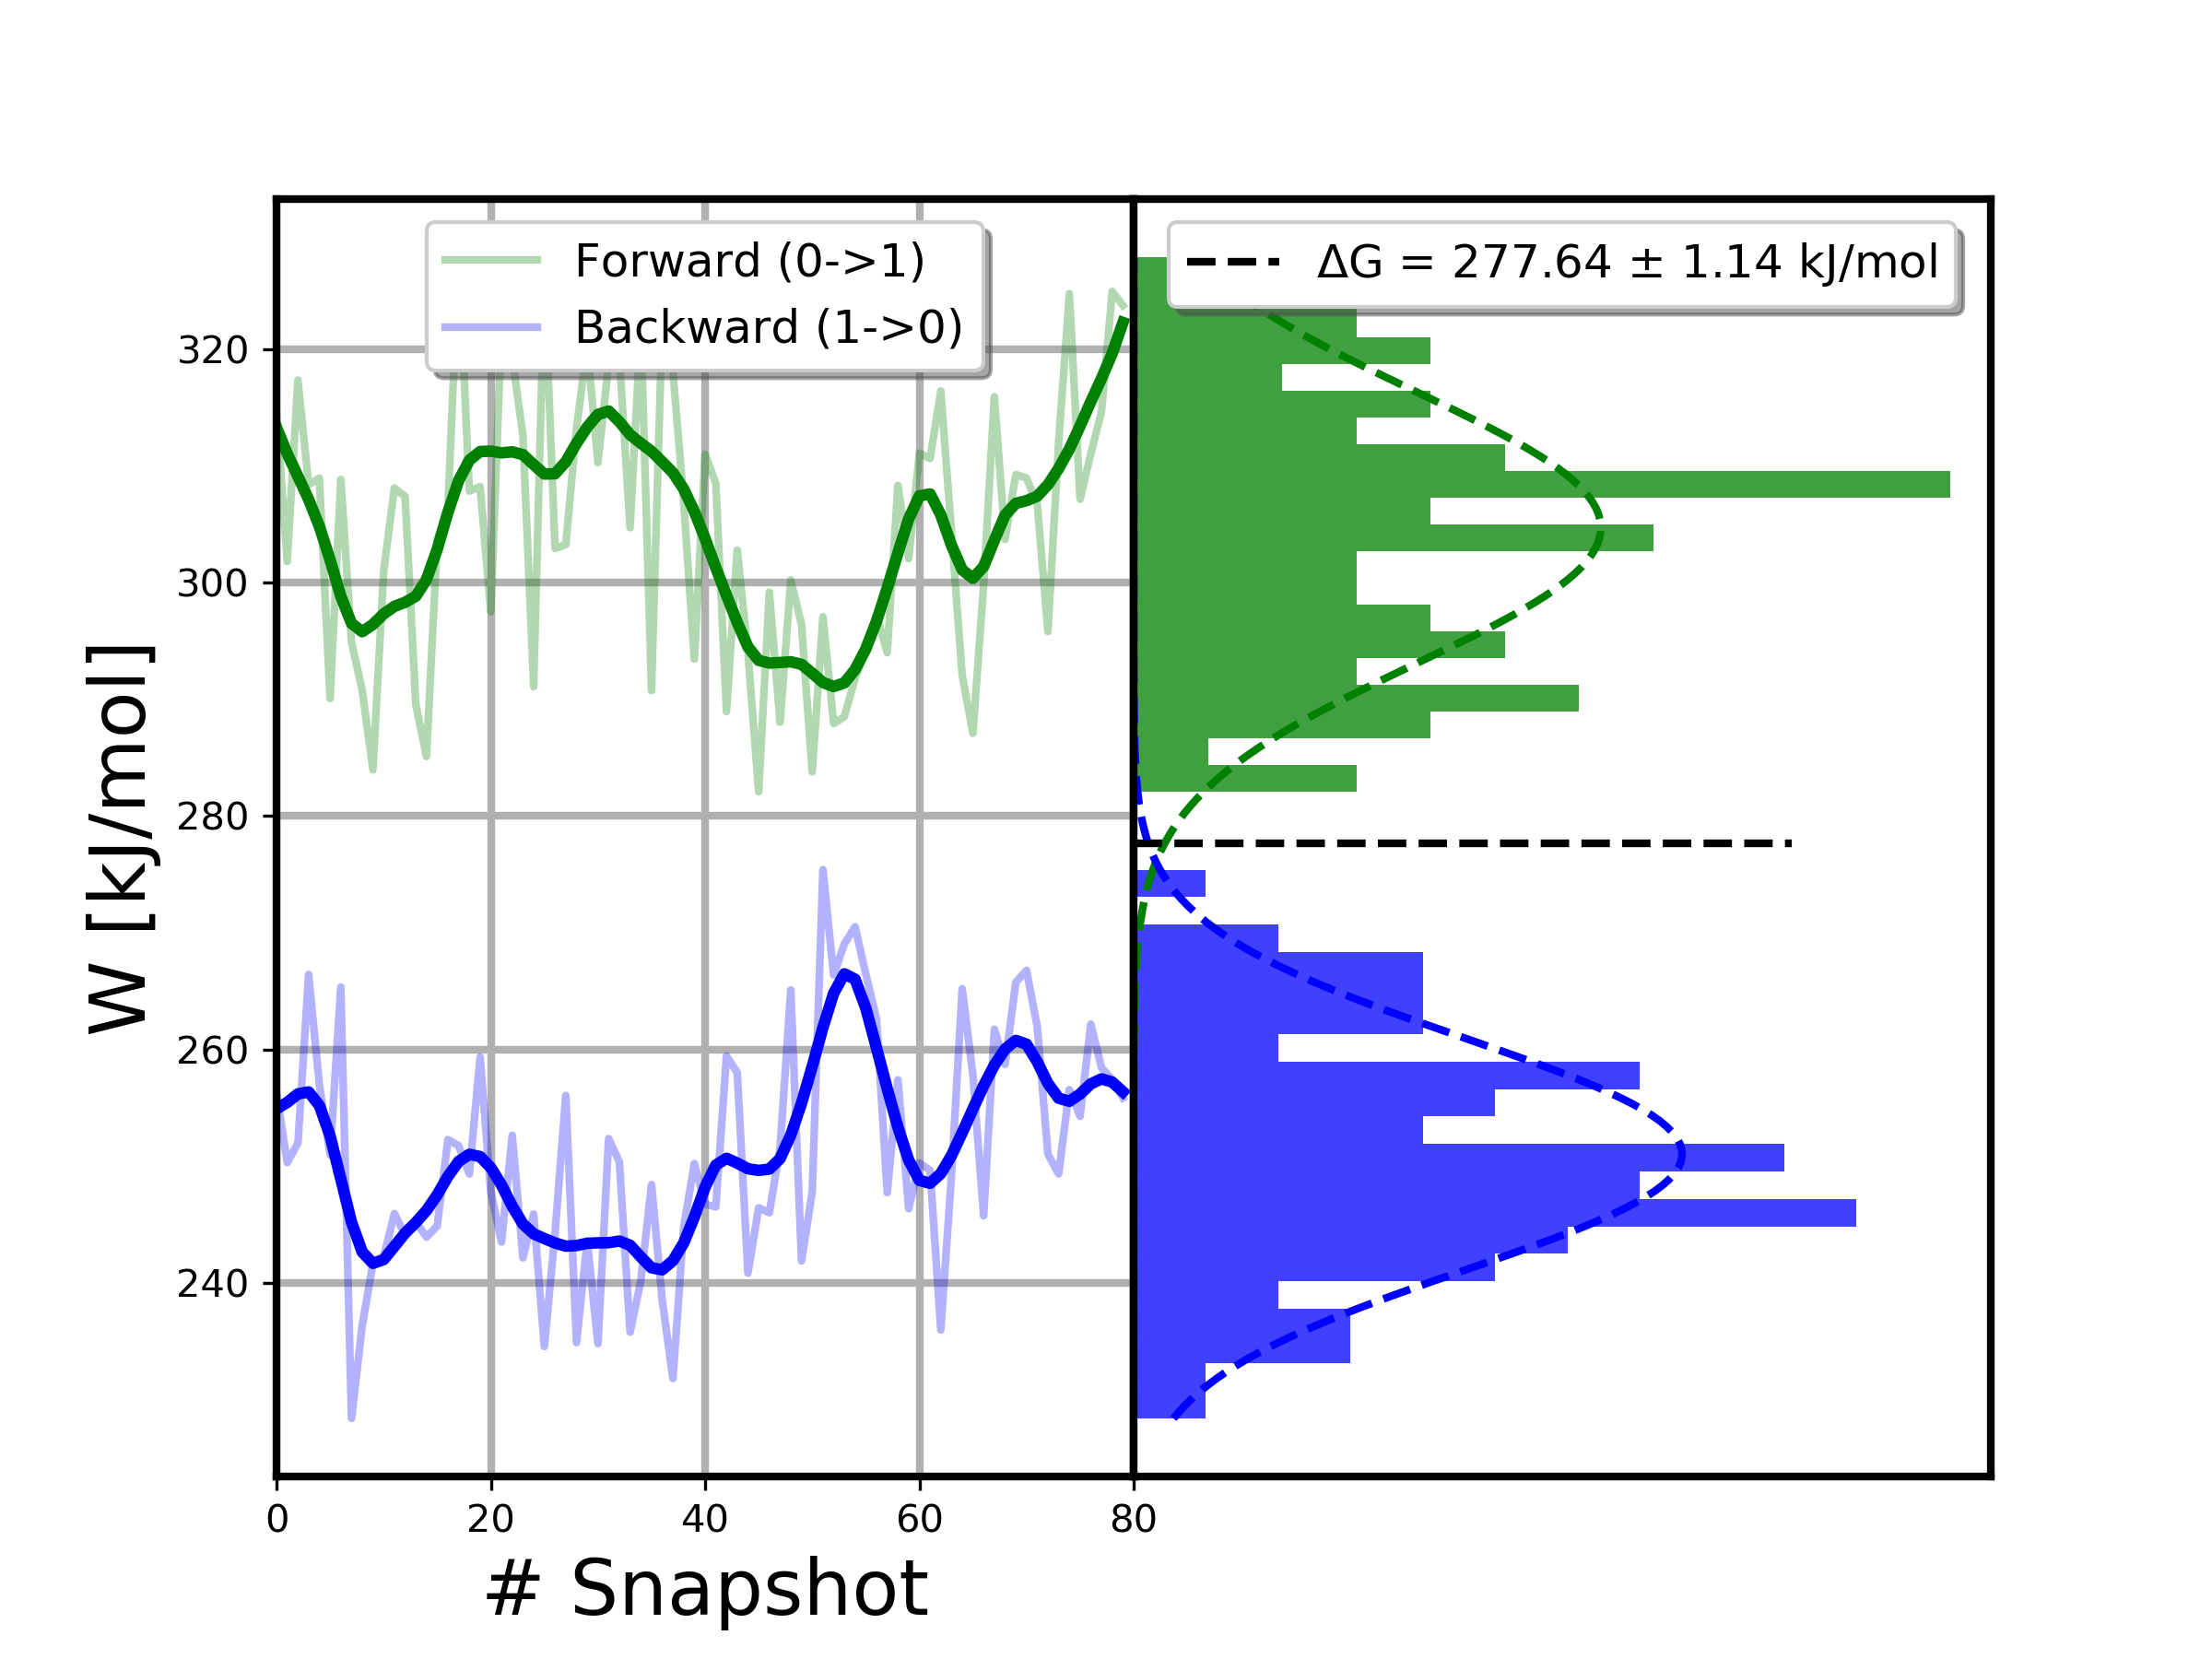 Forward (0->1)
Backward (1->0)
ΔG = 277.64 ± 1.14 kJ/mol
W [kJ/mol]
320
300
280
260
240
0 20 40 60 80
# Snapshot